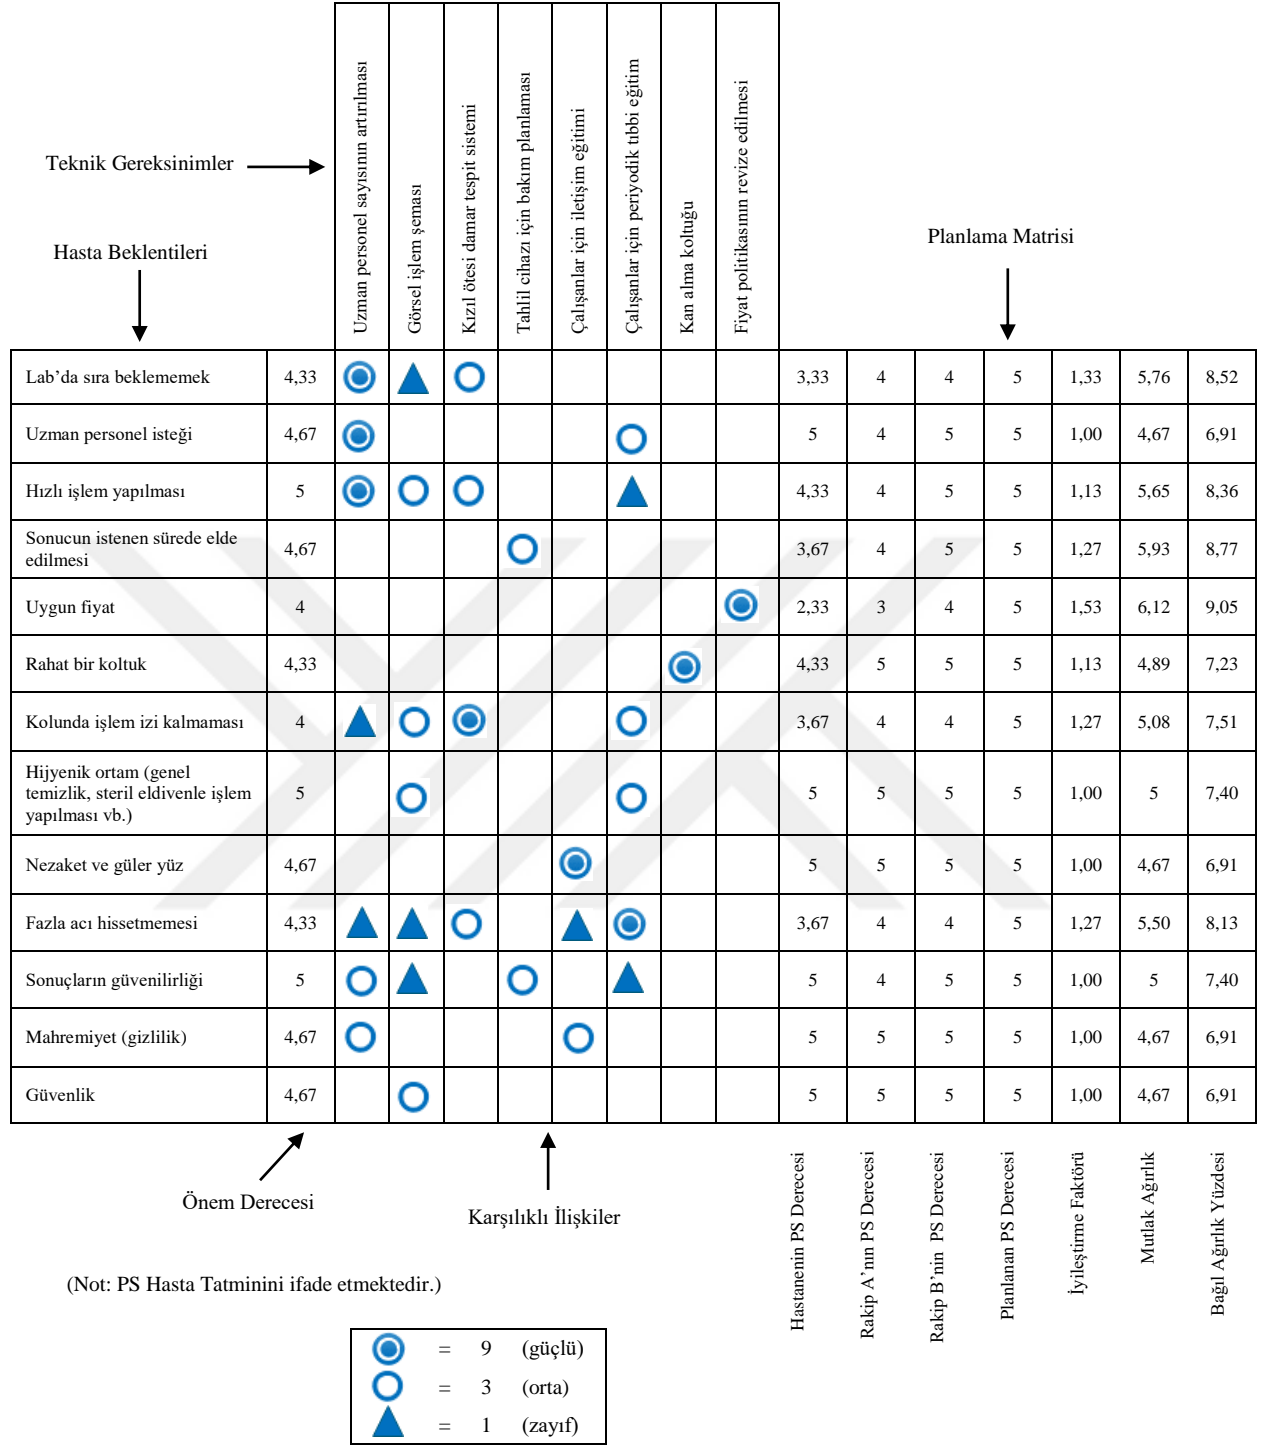 Teknik Gereksinimler
Hasta Beklentileri
Uzman personel sayısının artırılması
Görsel işlem şeması
Kızıl ötesi damar tespit sistemi
Tahlil cihazı için bakım planlaması
Çalışanlar için iletişim eğitimi
Çalışanlar için periyodik tıbbi eğitim
Kan alma koltuğu
Fiyat politikasının revize edilmesi
Planlama Matrisi
Lab’da sıra beklememek 4,33 3,33 4 4 5 1,33 5,76 8,52
Uzman personel isteği 4,67 5 4 5 5 1,00 4,67 6,91
Hızlı işlem yapılması 5 4,33 4 5 5 1,13 5,65 8,36
Sonucun istenen sürede elde
edilmesi 4,67 3,67 4 5 5 1,27 5,93 8,77
Uygun fiyat 4 2,33 3 4 5 1,53 6,12 9,05
Rahat bir koltuk 4,33 4,33 5 5 5 1,13 4,89 7,23
Kolunda işlem izi kalmaması 4 3,67 4 4 5 1,27 5,08 7,51
Hijyenik ortam (genel
temizlik, steril eldivenle işlem 5 5 5 5 5 1,00 5 7,40
yapılması vb.)
Nezaket ve güler yüz 4,67 5 5 5 5 1,00 4,67 6,91
Fazla acı hissetmemesi 4,33 3,67 4 4 5 1,27 5,50 8,13
Sonuçların güvenilirliği 5 5 4 5 5 1,00 5 7,40
Mahremiyet (gizlilik) 4,67 5 5 5 5 1,00 4,67 6,91
Güvenlik 4,67 5 5 5 5 1,00 4,67 6,91
Önem Derecesi
Karşılıklı İlişkiler
Hastanenin PS Derecesi
Rakip A’nın PS Derecesi
Rakip B’nin PS Derecesi
Planlanan PS Derecesi
İyileştirme Faktörü
Mutlak Ağırlık
Bağıl Ağırlık Yüzdesi
(Not: PS Hasta Tatminini ifade etmektedir.)
= 9 (güçlü)
= 3 (orta)
= 1 (zayıf)